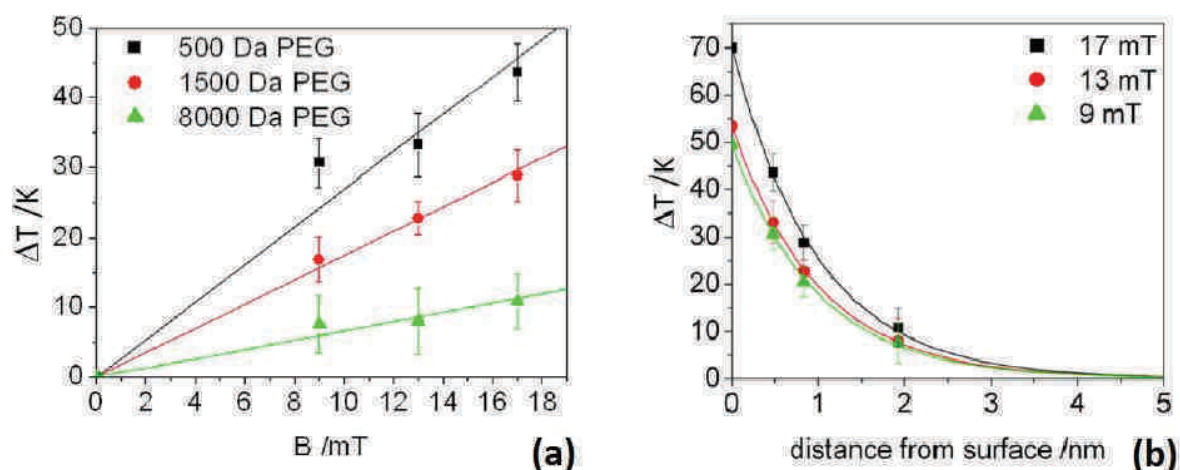 50
40
30
20
10
0
ΔT /K
500 Da PEG
1500 Da PEG
8000 Da PEG
0 2 4 6 8 10 12 14 16 18
B /mT
(a)
70
60
50
40
30
20
10
0
ΔT /K
17 mT
13 mT
9 mT
0 1 2 3 4 5
distance from surface /nm
(b)